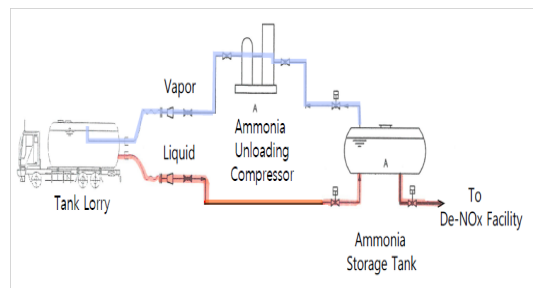 Vapor
A
Ammonia
Unloading
Compressor
Liquid
Tank Lorry
A
To
De-NOx Facility
Ammonia
Storage Tank